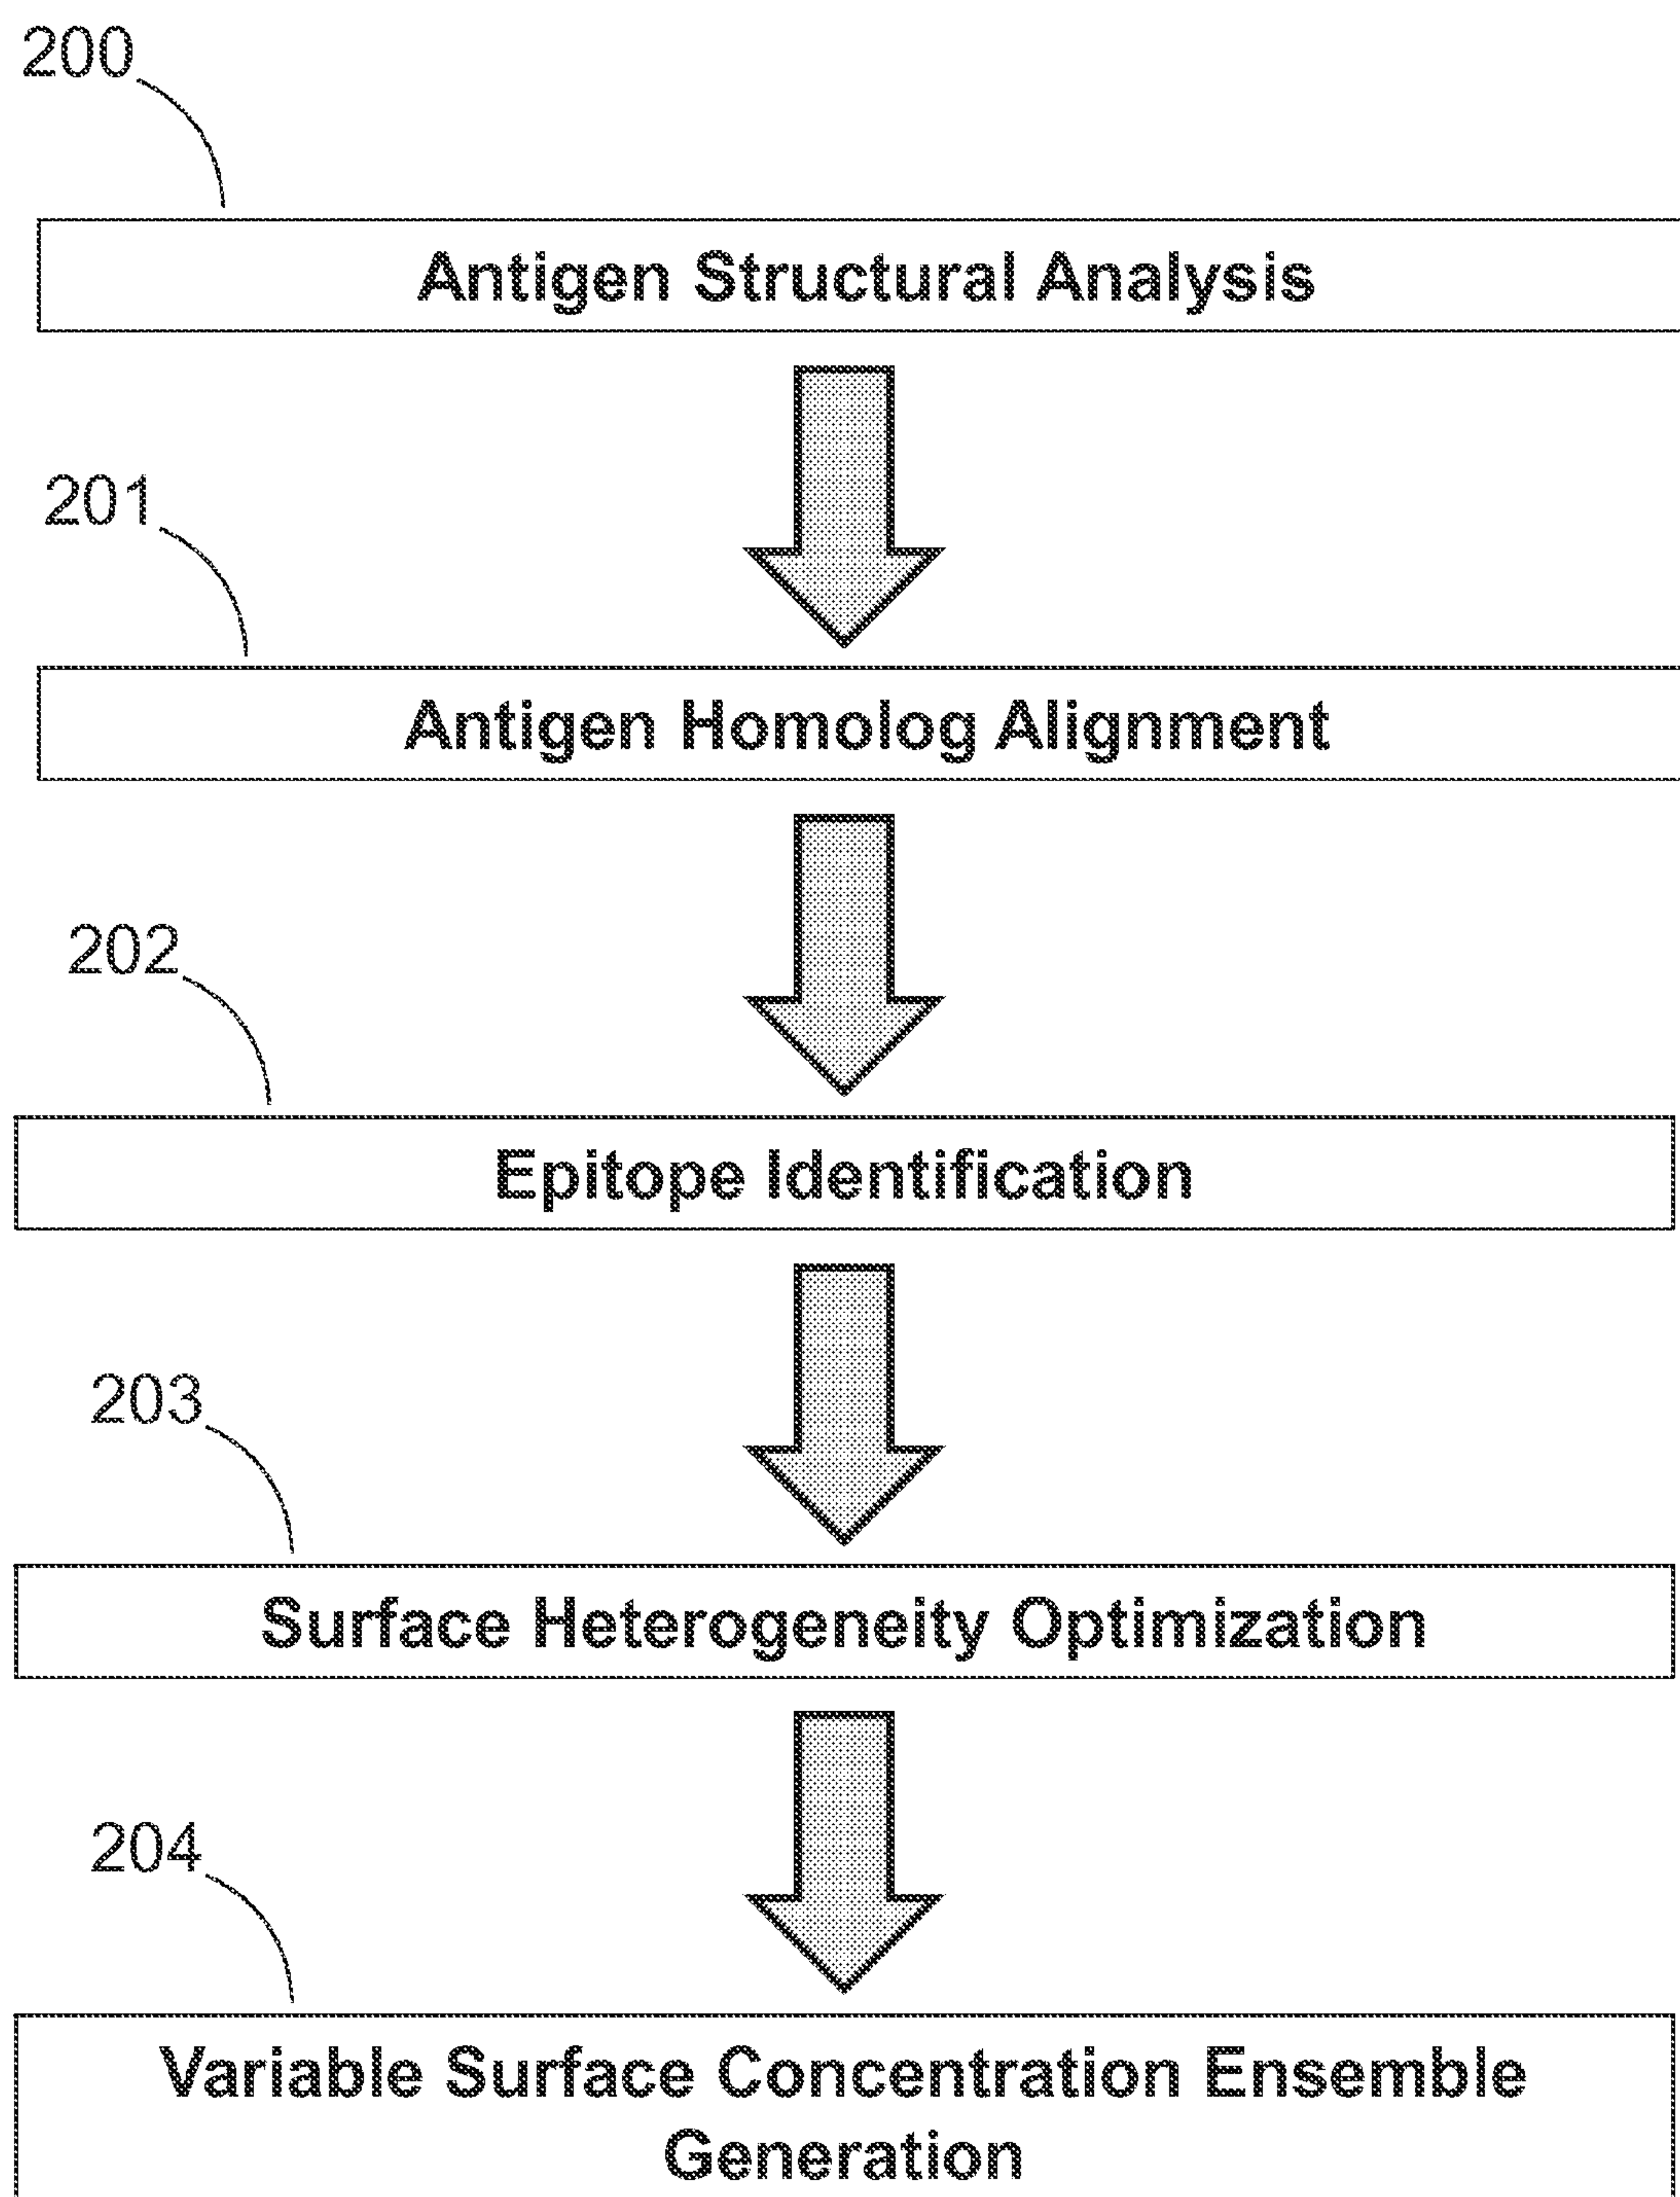 200
Antigen Structural Analysis
201
Antigen Homolog Alignment
202
Epitope Identification
203
Surface Heterogeneity Optimization
204
Variable Surface Concentration Ensemble
Generation